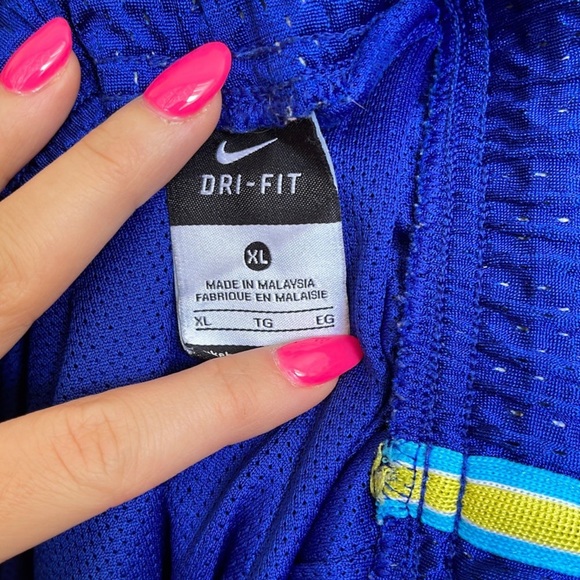 DRI-FIT
XL
MADE IN MALAYSIA
FABRIQUE EN MALAISIE
XL TG EG